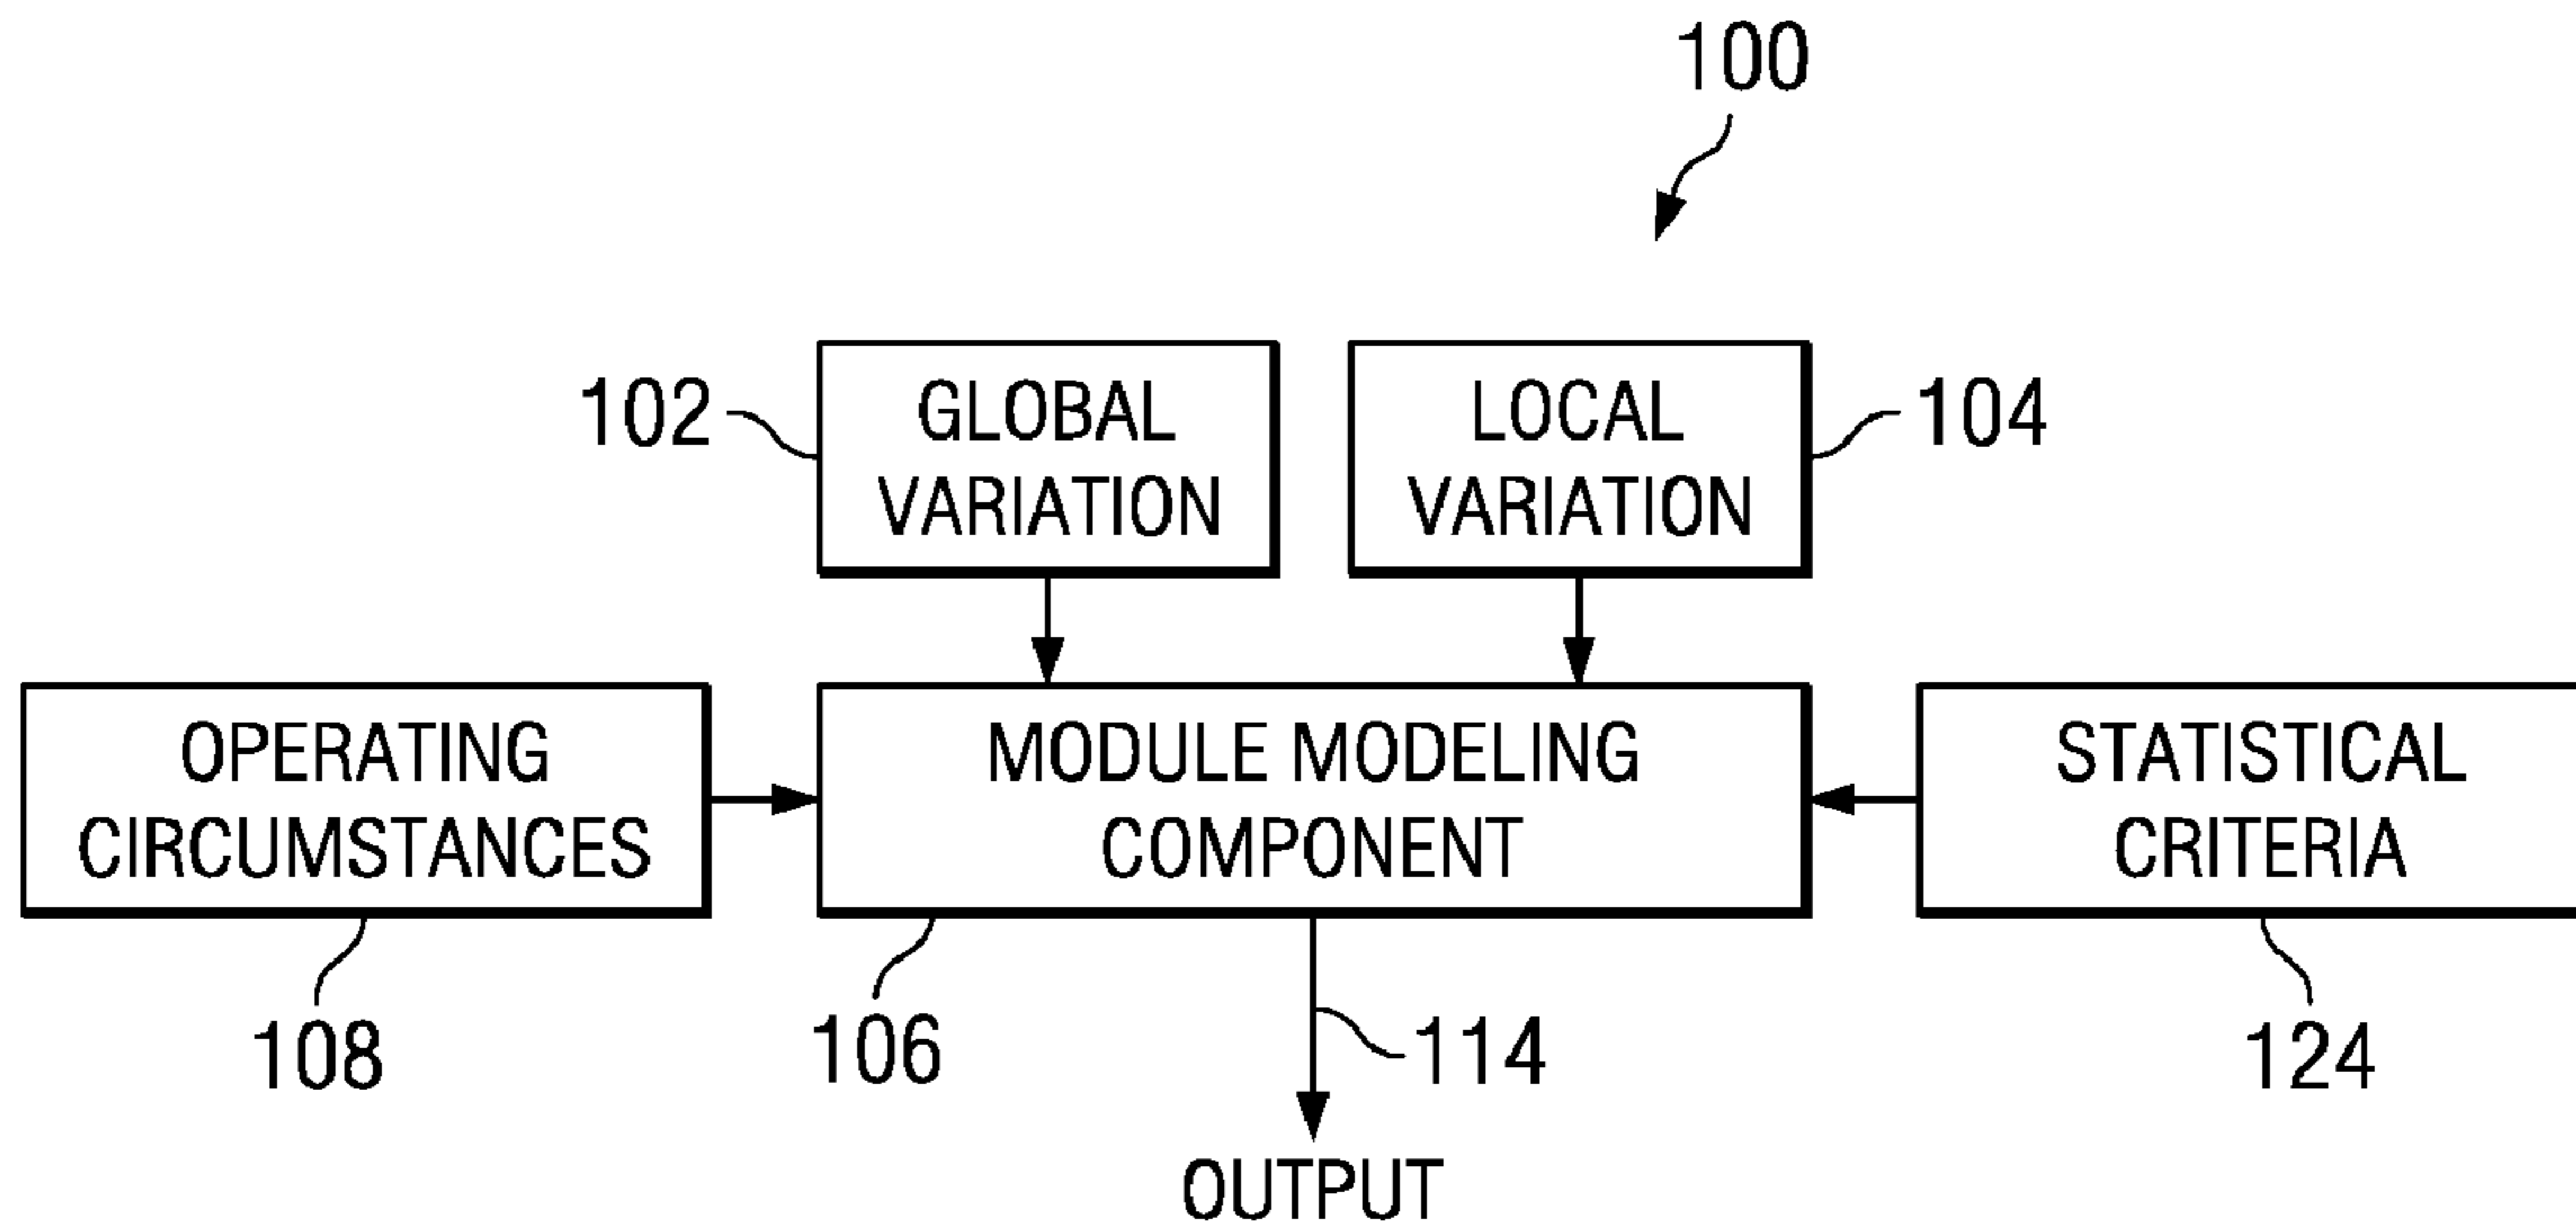 100
102
GLOBAL
VARIATION
LOCAL
VARIATION
104
OPERATING
CIRCUMSTANCES
MODULE MODELING
COMPONENT
STATISTICAL
CRITERIA
108
106
114
124
OUTPUT